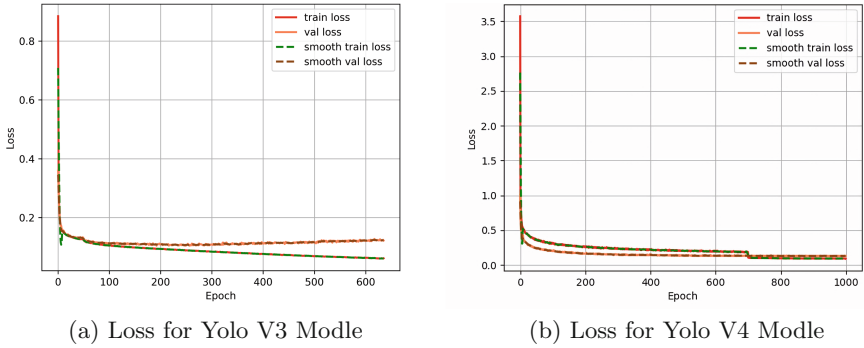 train loss
val loss
smooth train loss
smooth val loss
0.8
0.6
0.4
0.2
Loss
0
100
200
300
400
500
600
Epoch
(a) Loss for Yolo V3 Modle
train loss
val loss
smooth train loss
smooth val loss
3.5
3.0
2.5
2.0
1.5
1.0
0.5
0.0
Loss
0
200
400
600
800
1000
Epoch
(b) Loss for Yolo V4 Modle